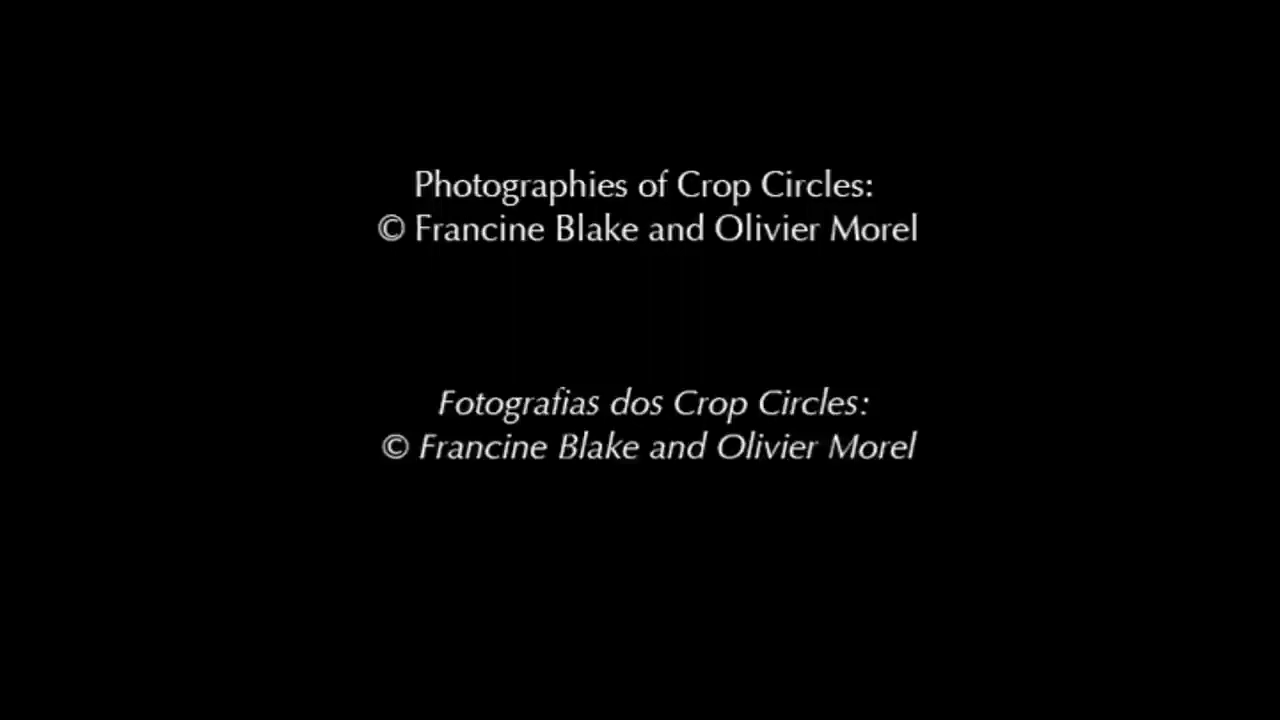 Photographies of Crop Circles:
© Francine Blake and Olivier Morel
Fotografias dos Crop Circles:
© Francine Blake and Olivier Morel